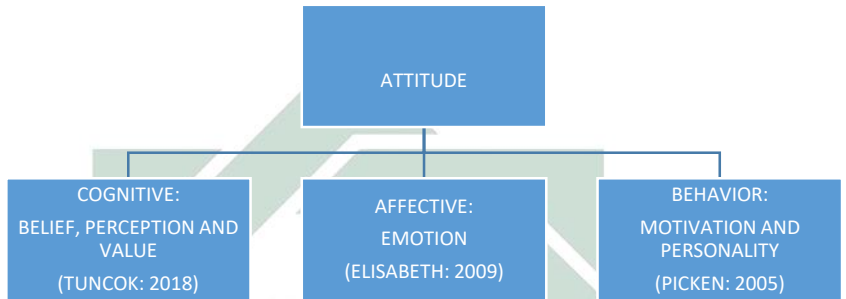 ATTITUDE
COGNITIVE:
BELIEF, PERCEPTION AND
VALUE
(TUNCOK: 2018)
AFFECTIVE:
EMOTION
(ELISABETH: 2009)
BEHAVIOR:
MOTIVATION AND
PERSONALITY
(PICKEN: 2005)